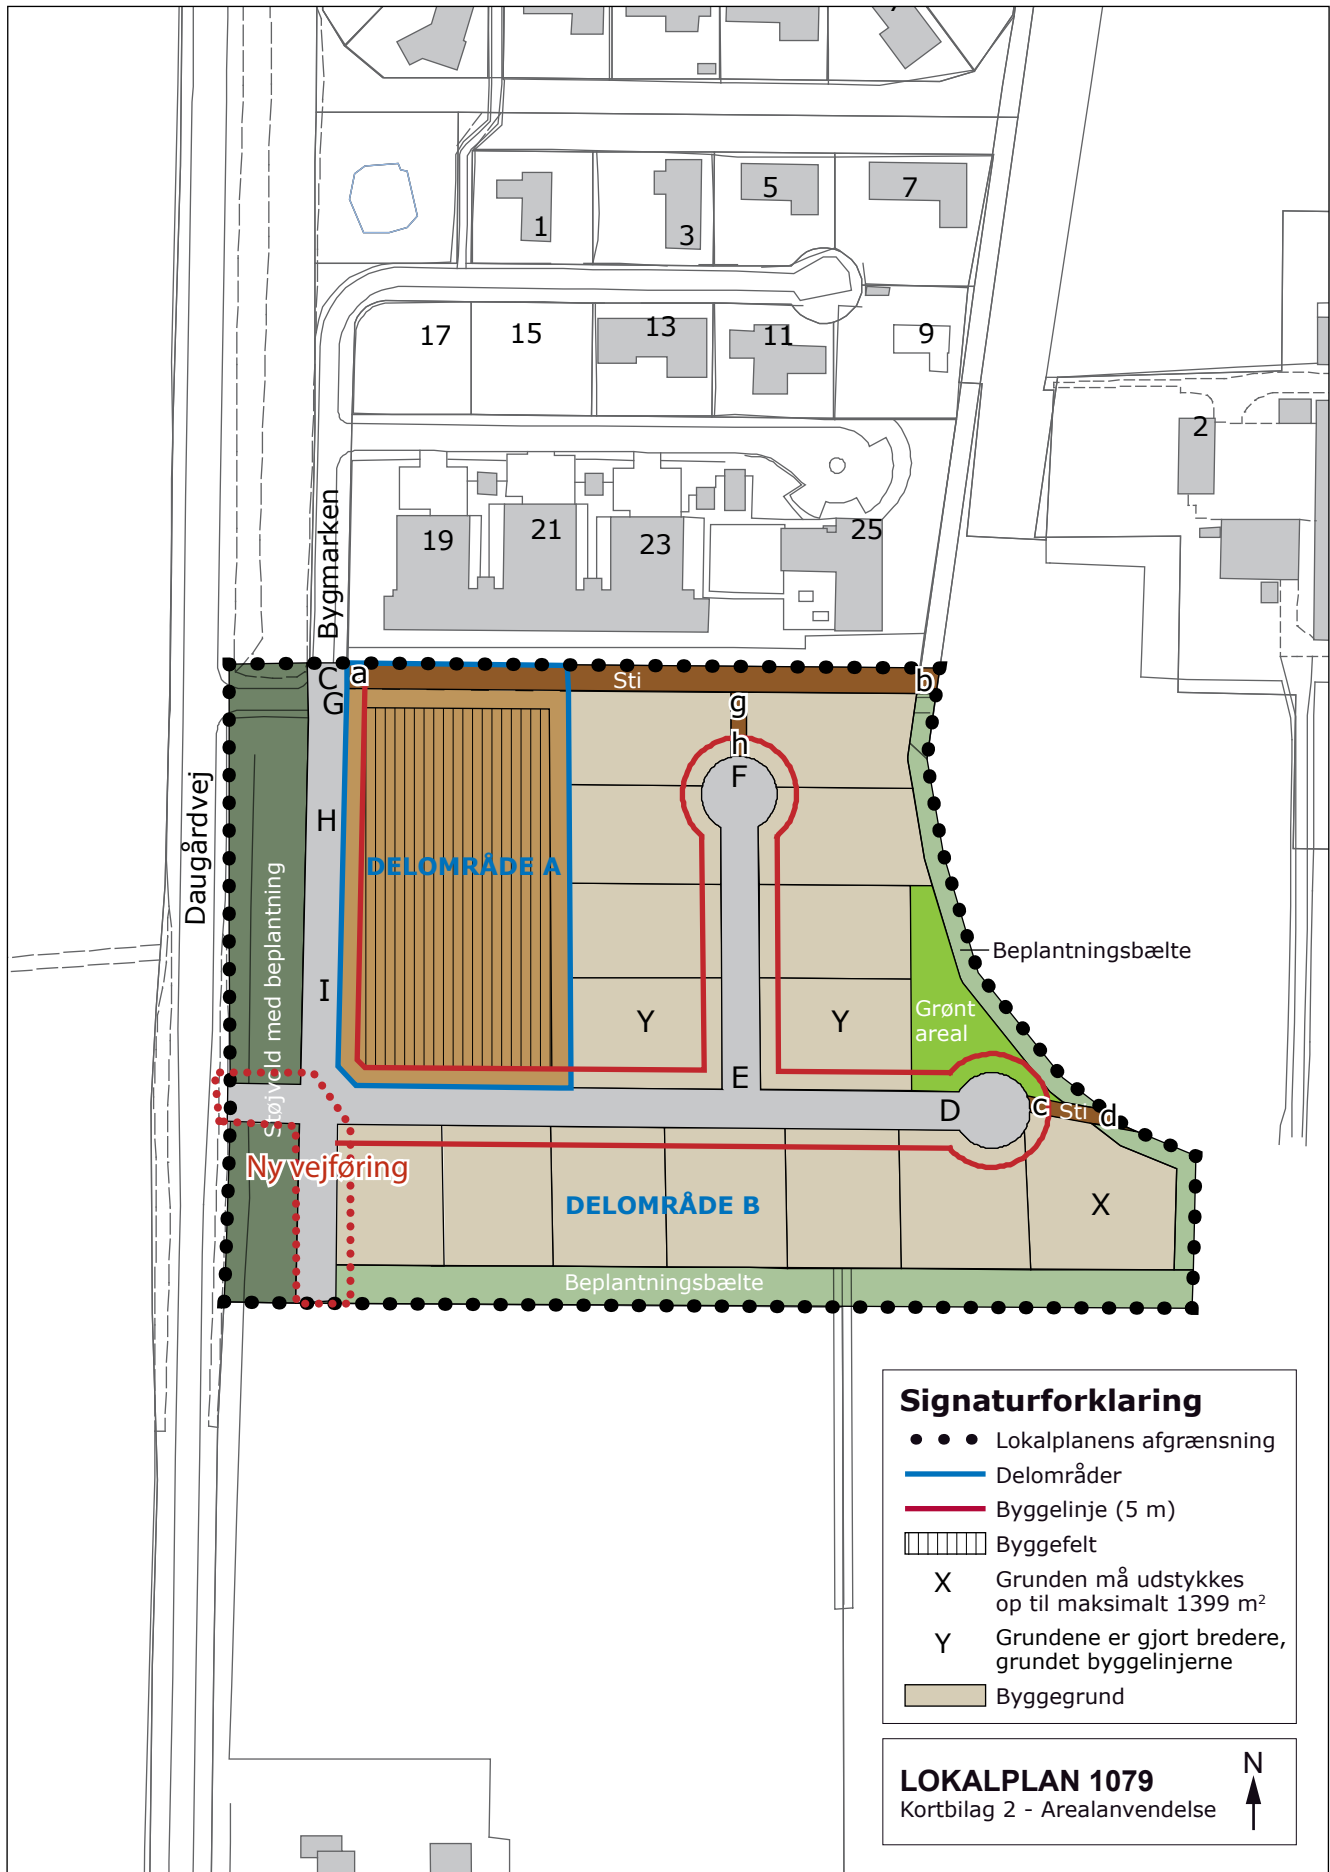 1
3
5
7
17
15
13
11
9
2
19
21
23
25
Bygmarken
C
a
Sti
b
G
g
h
F
H
Daugårdvej
DELOMRÅDE A
Støjvold med beplantning
Beplantningsbælte
I
Y
Y
Grønt
areal
E
D
c
Sti
d
Ny vejføring
DELOMRÅDE B
X
Beplantningsbælte
Signaturforklaring
Lokalplanens afgrænsning
Delområder
Byggelinje (5 m)
Byggefelt
X
Grunden må udstykkes
op til maksimalt 1399 m²
Y
Grundene er gjort bredere,
grundet byggelinjerne
Byggegrund
LOKALPLAN 1079
Kortbilag 2 - Arealanvendelse
N